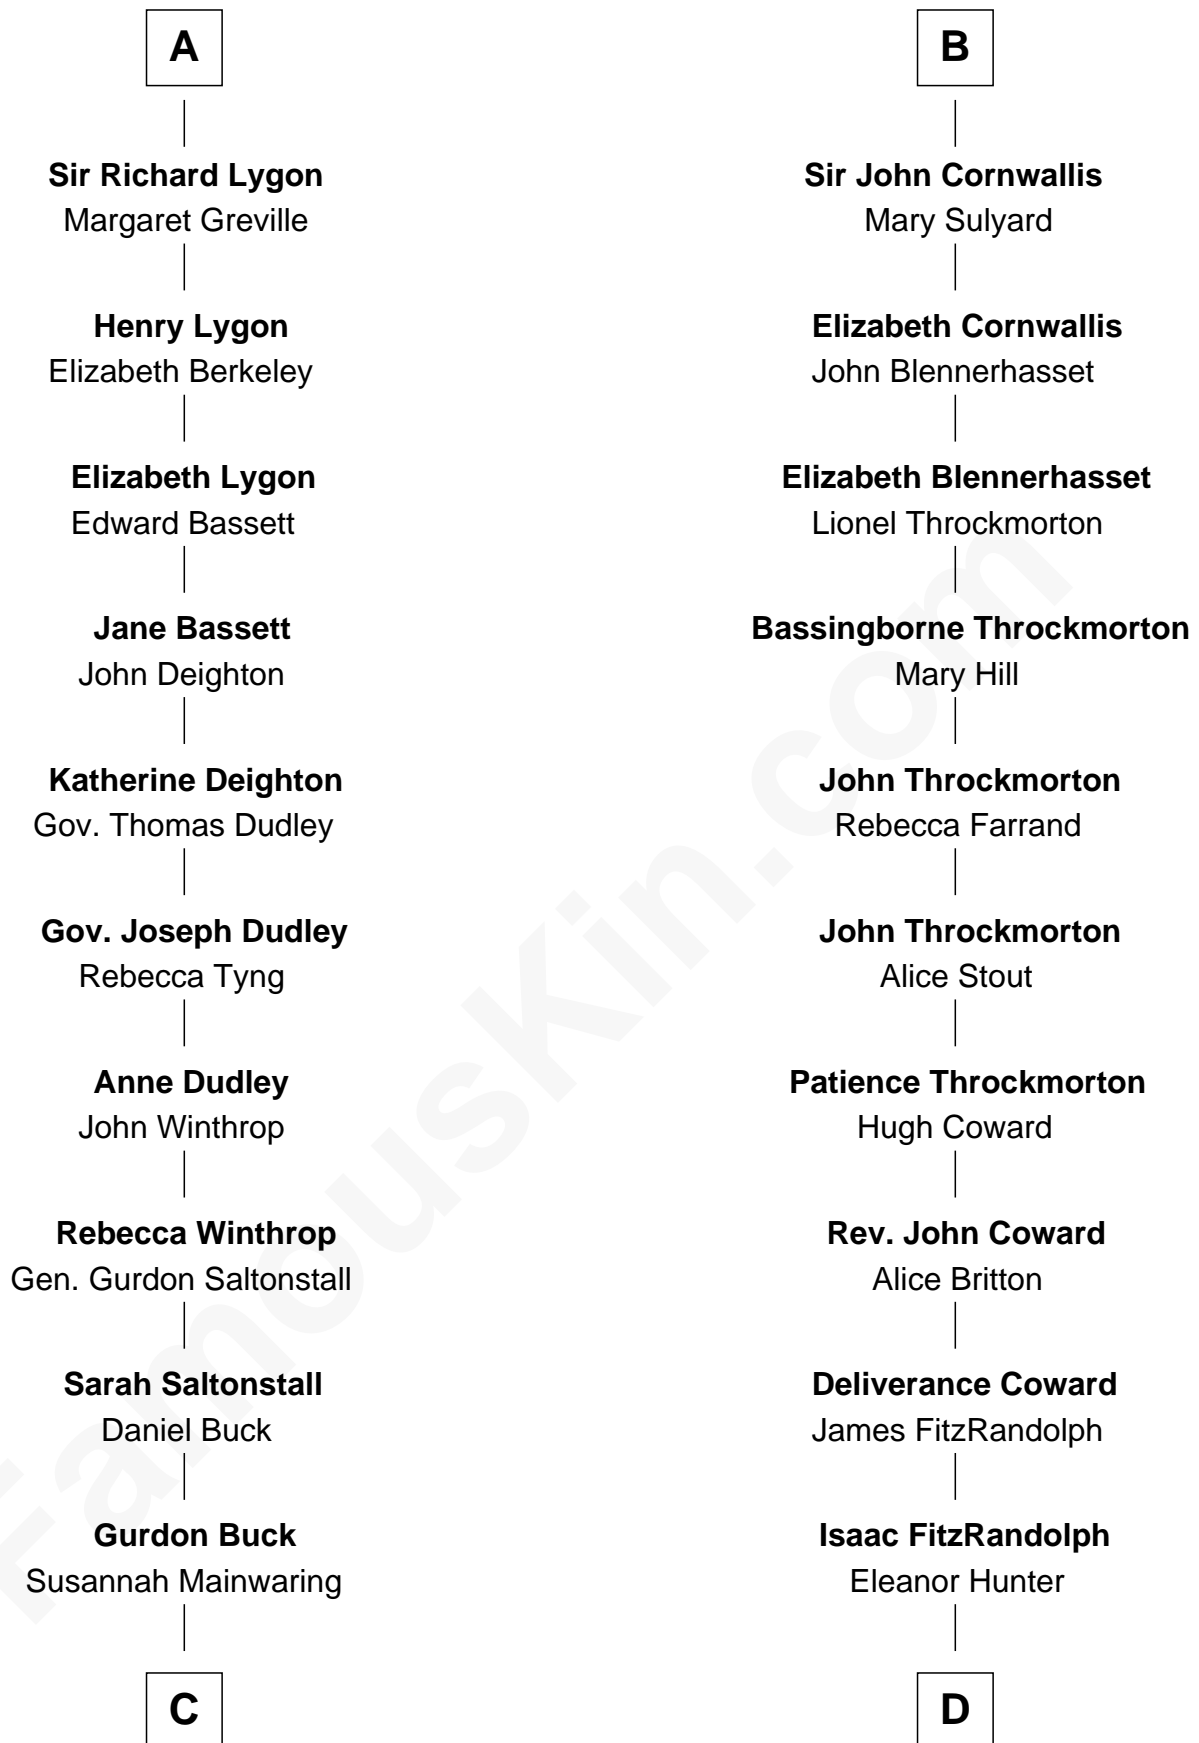 A
Sir Richard Lygon
Margaret Greville
Henry Lygon
Elizabeth Berkeley
Elizabeth Lygon
Edward Bassett
Jane Bassett
John Deighton
Katherine Deighton
Gov. Thomas Dudley
Gov. Joseph Dudley
Rebecca Tyng
Anne Dudley
John Winthrop
Rebecca Winthrop
Gen. Gurdon Saltonstall
Sarah Saltonstall
Daniel Buck
Gurdon Buck
Susannah Mainwaring
C
B
Sir John Cornwallis
Mary Sulyard
Elizabeth Cornwallis
John Blennerhasset
Elizabeth Blennerhasset
Lionel Throckmorton
Bassingborne Throckmorton
Mary Hill
John Throckmorton
Rebecca Farrand
John Throckmorton
Alice Stout
Patience Throckmorton
Hugh Coward
Rev. John Coward
Alice Britton
Deliverance Coward
James FitzRandolph
Isaac FitzRandolph
Eleanor Hunter
D
FamousKin.com